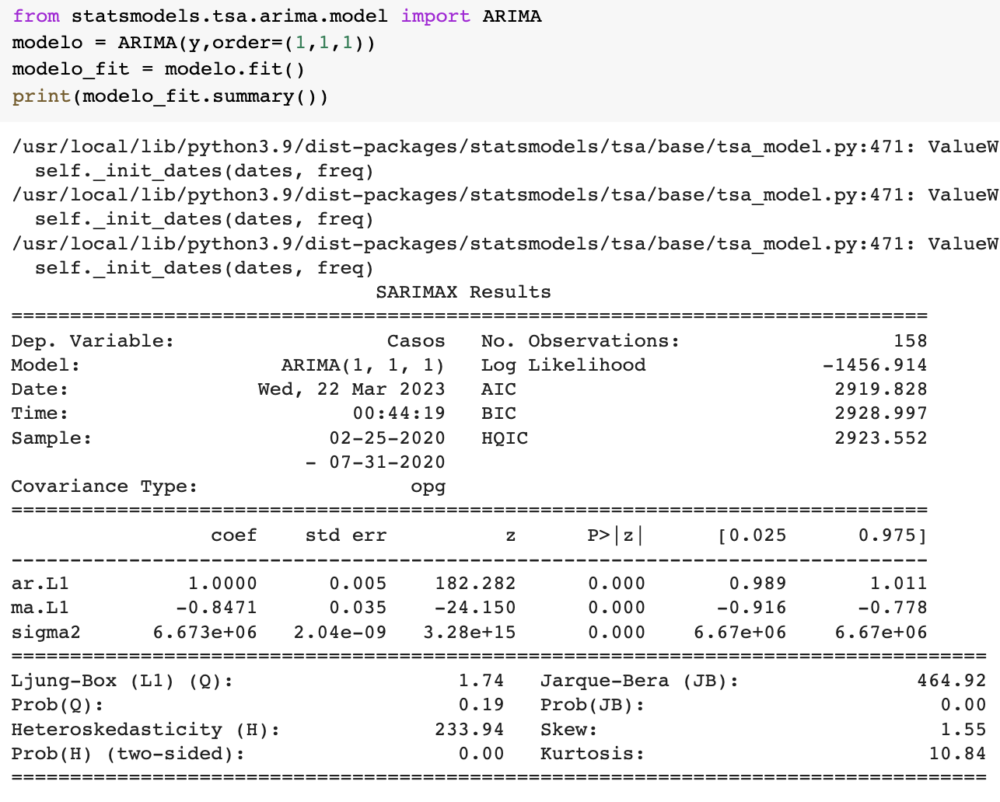 from statsmodels.tsa.arima.model import ARIMA
modelo = ARIMA(y,order=(1,1,1))
modelo_fit = modelo.fit()
print(modelo_fit.summary())
/usr/local/lib/python3.9/dist-packages/statsmodels/tsa/base/tsa_model.py:471: ValueW
  self._init_dates(dates, freq)
/usr/local/lib/python3.9/dist-packages/statsmodels/tsa/base/tsa_model.py:471: ValueW
  self._init_dates(dates, freq)
/usr/local/lib/python3.9/dist-packages/statsmodels/tsa/base/tsa_model.py:471: ValueW
  self._init_dates(dates, freq)
                               SARIMAX Results
==============================================================================
Dep. Variable:                  Casos   No. Observations:                  158
Model:                 ARIMA(1, 1, 1)   Log Likelihood               -1456.914
Date:                Wed, 22 Mar 2023   AIC                           2919.828
Time:                        00:44:19   BIC                           2928.997
Sample:                    02-25-2020   HQIC                          2923.552
                         - 07-31-2020
Covariance Type:                  opg
==============================================================================
                 coef    std err          z      P>|z|      [0.025      0.975]
------------------------------------------------------------------------------
ar.L1          1.0000      0.005    182.282      0.000       0.989       1.011
ma.L1         -0.8471      0.035    -24.150      0.000      -0.916      -0.778
sigma2      6.673e+06   2.04e-09   3.28e+15      0.000    6.67e+06    6.67e+06
===================================================================================
Ljung-Box (L1) (Q):                   1.74   Jarque-Bera (JB):               464.92
Prob(Q):                              0.19   Prob(JB):                         0.00
Heteroskedasticity (H):             233.94   Skew:                             1.55
Prob(H) (two-sided):                  0.00   Kurtosis:                        10.84
===================================================================================